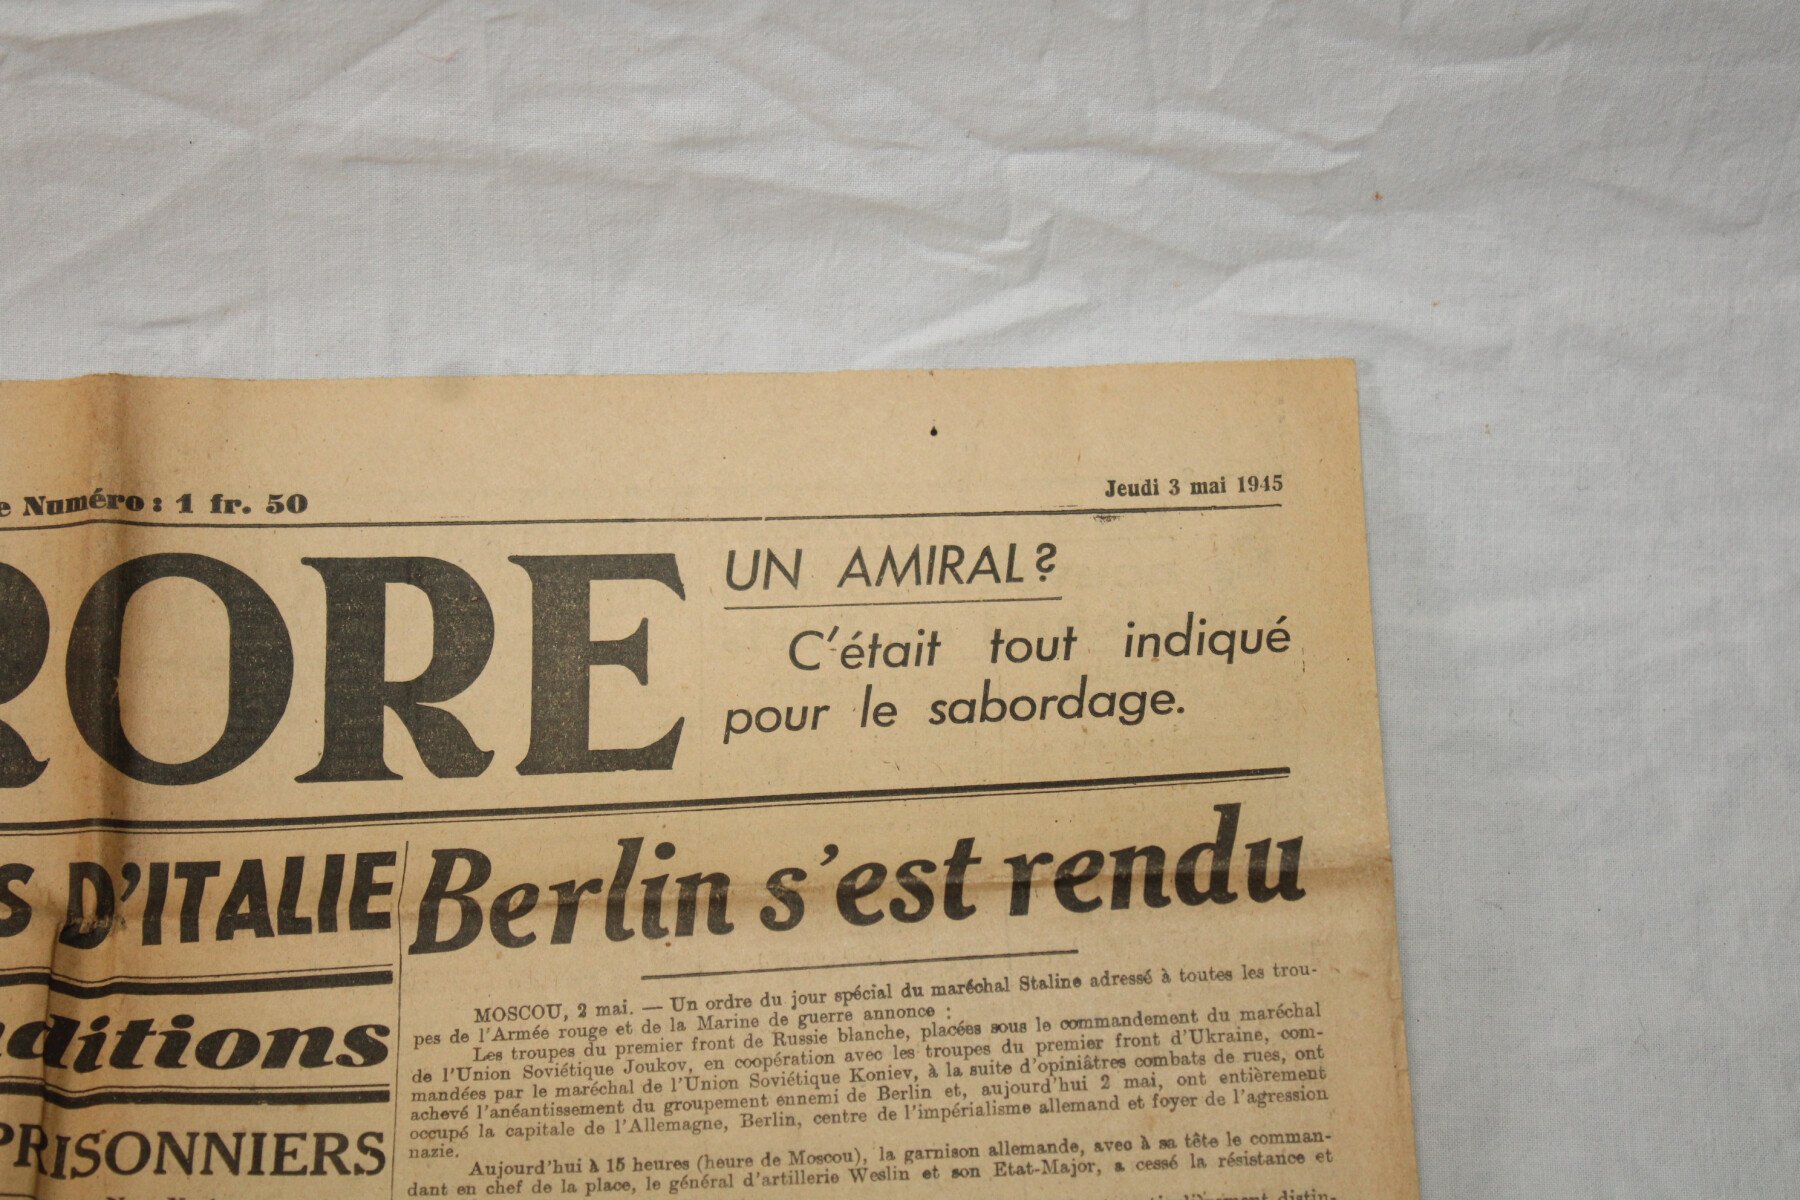 Numéro : 1 fr. 50
Jeudi 3 mai 1945
RORE
UN AMIRAL ?
C'était tout indiqué
pour le sabordage.
S D'ITALIE
ditions
PRISONNIERS
Berlin s'est rendu
MOSCOU, 2 mai. — Un ordre du jour spécial du maréchal Staline adressé à toutes les trou-
pes de l'Armée rouge et de la Marine de guerre annonce :
Les troupes du premier front de Russie blanche, placées sous le commandement du maréchal
de l'Union Soviétique Joukov, en coopération avec les troupes du premier front d'Ukraine, com-
mandées par le maréchal de l'Union Soviétique Koniev, à la suite d'opiniâtres combats de rues, ont
achevé l'anéantissement du groupement ennemi de Berlin et, aujourd'hui 2 mai, ont entièrement
occupé la capitale de l'Allemagne, Berlin, centre de l'impérialisme allemand et foyer de l'agression
nazie.
Aujourd'hui à 15 heures (heure de Moscou), la garnison allemande, avec à sa tête le comman-
dant en chef de la place, le général d'artillerie Weslin et son Etat-Major, a cessé la résistance et
distin-